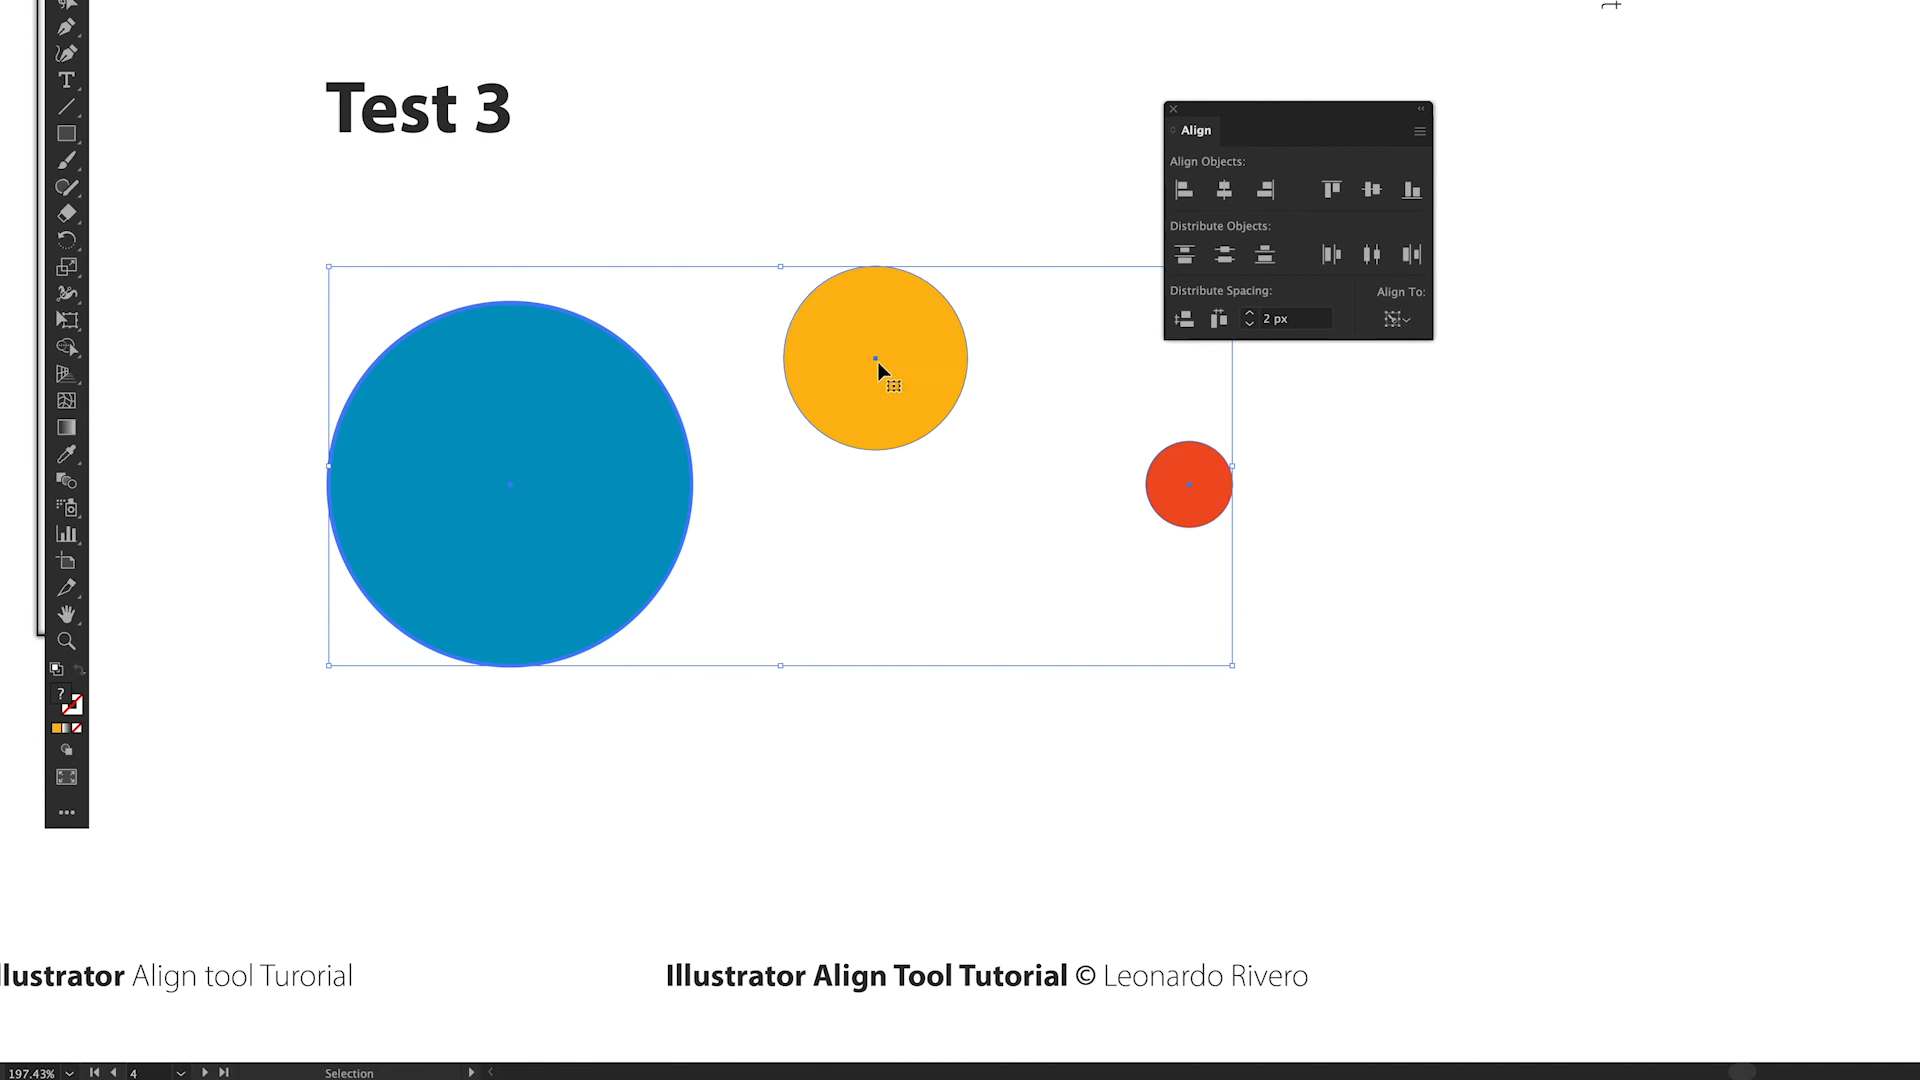 Test 3
Align
Align Objects:
Distribute Objects:
Distribute Spacing:
Align To:
2 px
?
llustrator Align tool Turorial
Illustrator Align Tool Tutorial © Leonardo Rivero
197.43%
4
Selection